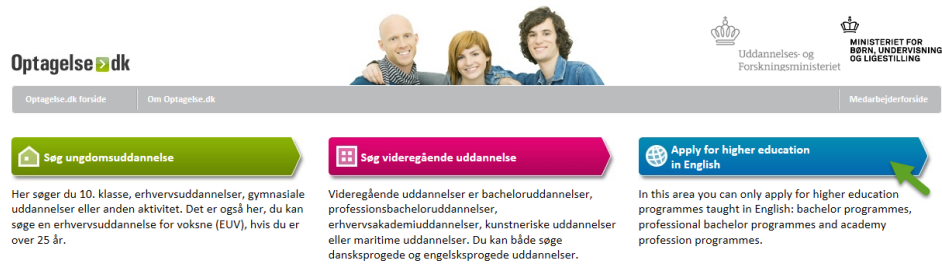 Optagelse dk
Uddannelses- og
Forskningsministeriet
MINISTERIET FOR
BØRN, UNDERVISNING
OG LIGESTILLING
Optagelse.dk forside
Om Optagelse.dk
Medarbejderforside
Søg ungdomsuddannelse
Her søger du 10. klasse, erhvervsuddannelser, gymnasiale
uddannelser eller anden aktivitet. Det er også her, du kan
søge en erhvervsuddannelse for voksne (EUV), hvis du er
over 25 år.
Søg videregående uddannelse
Videregående uddannelser er bacheloruddannelser,
professionsbacheloruddannelser,
erhvervsakademiuddannelser, kunstneriske uddannelser
eller maritime uddannelser. Du kan både søge
dansksprogede og engelsksprogede uddannelser.
Apply for higher education
in English
In this area you can only apply for higher education
programmes taught in English: bachelor programmes,
professional bachelor programmes and academy
profession programmes.